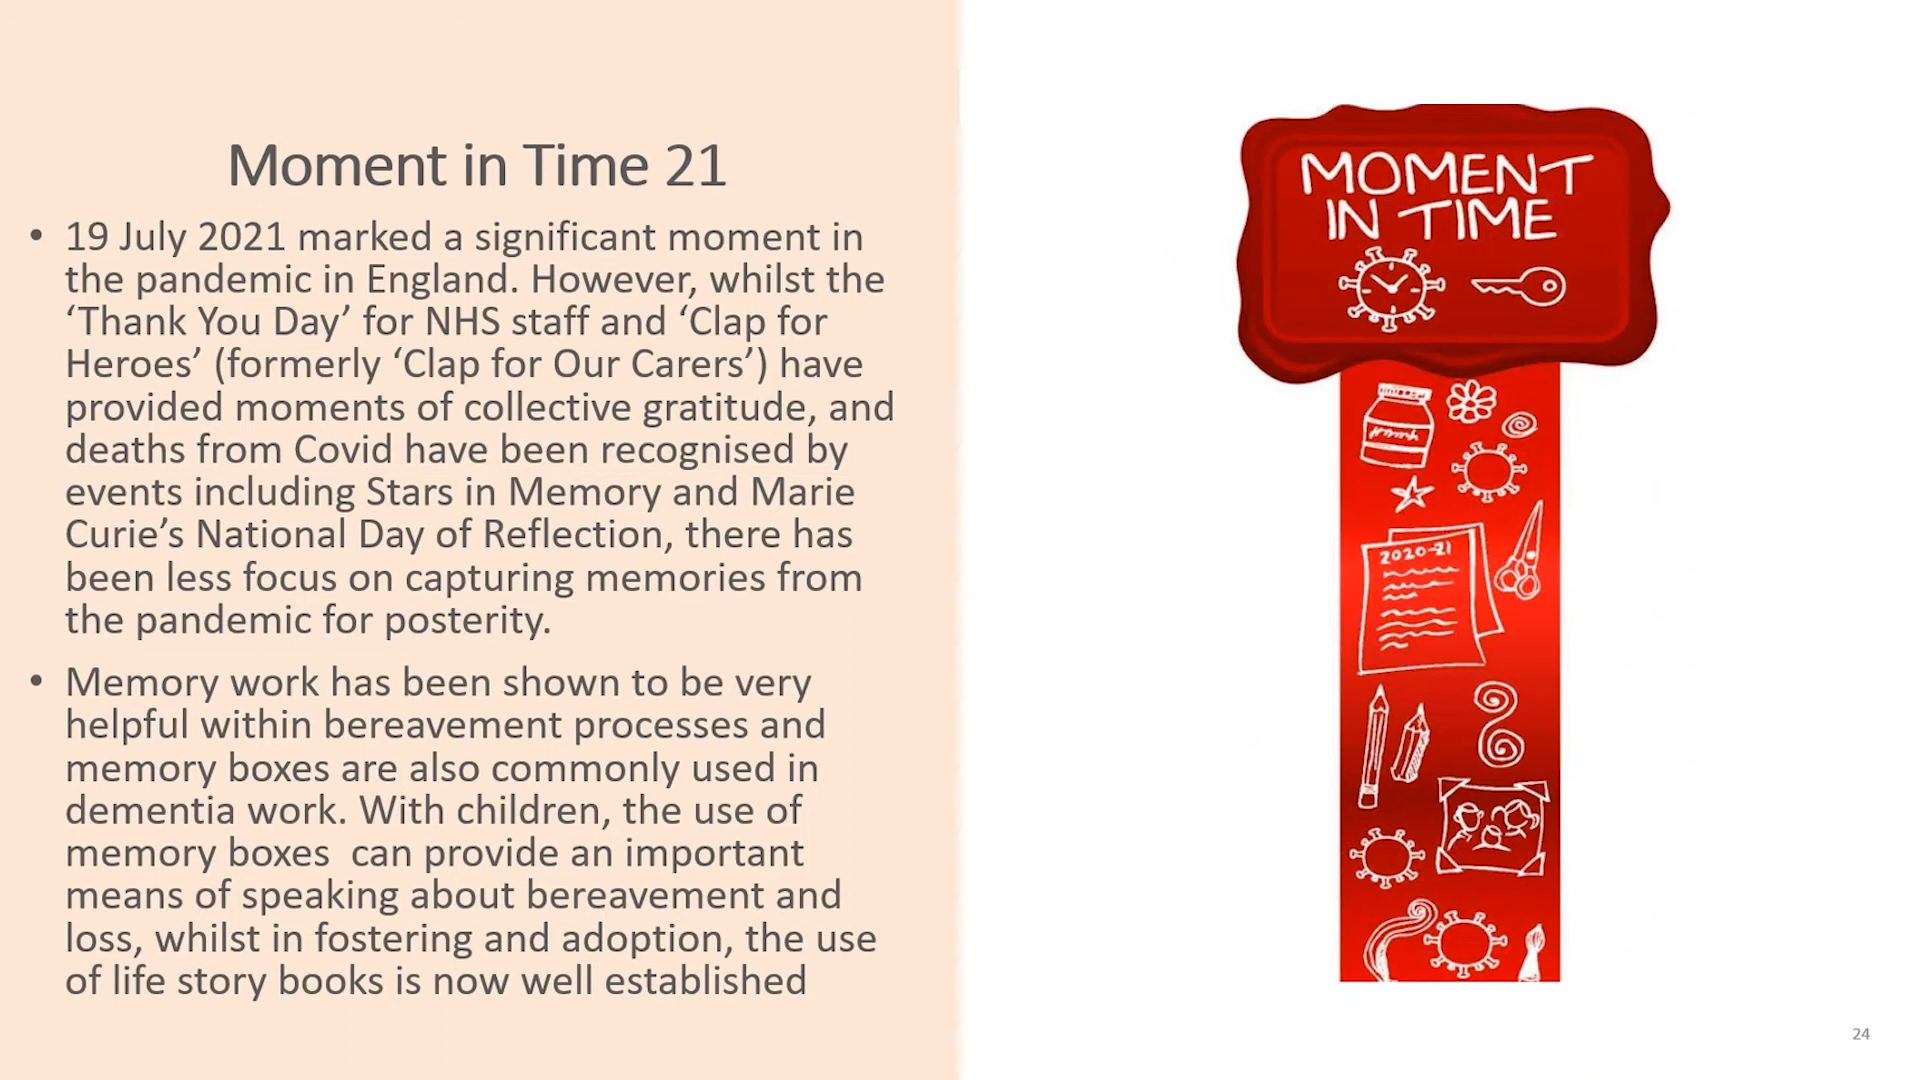 Moment in Time 21
• 19 July 2021 marked a significant moment in
the pandemic in England. However, whilst the
‘Thank You Day’ for NHS staff and ‘Clap for
Heroes’ (formerly ‘Clap for Our Carers’) have
provided moments of collective gratitude, and
deaths from Covid have been recognised by
events including Stars in Memory and Marie
Curie’s National Day of Reflection, there has
been less focus on capturing memories from
the pandemic for posterity.
• Memory work has been shown to be very
helpful within bereavement processes and
memory boxes are also commonly used in
dementia work. With children, the use of
memory boxes  can provide an important
means of speaking about bereavement and
loss, whilst in fostering and adoption, the use
of life story books is now well established
MOMENT
IN TIME
2020-21
24